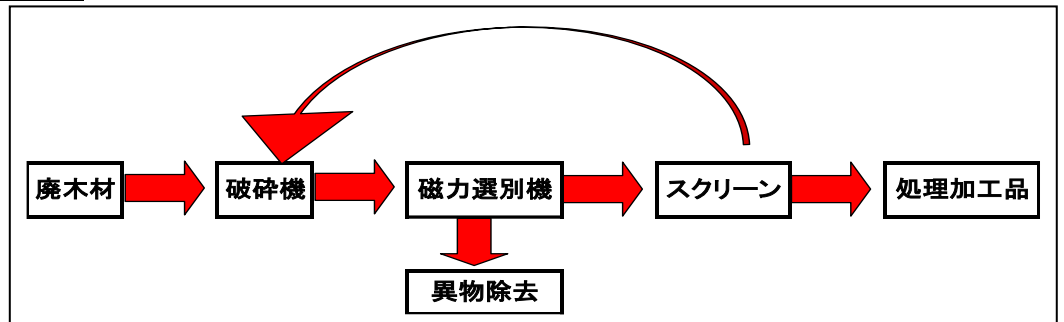 廃木材
破砕機
磁力選別機
スクリーン
処理加工品
異物除去